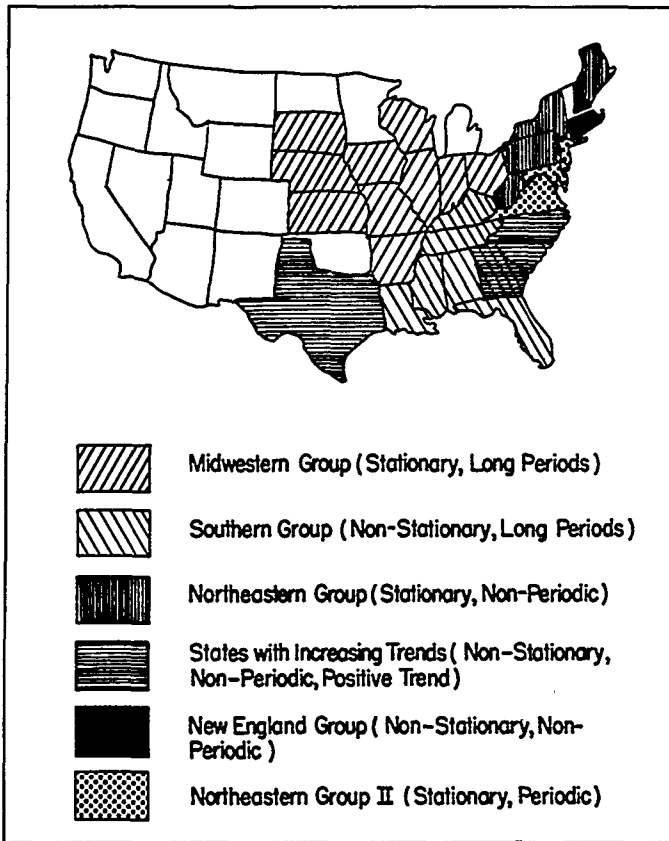 Midwestern Group (Stationary, Long Periods)
Southern Group (Non-Stationary, Long Periods)
Northeastern Group (Stationary, Non-Periodic)
States with Increasing Trends (Non-Stationary,
Non-Periodic, Positive Trend)
New England Group (Non-Stationary, Non-
Periodic)
Northeastern Group II (Stationary, Periodic)